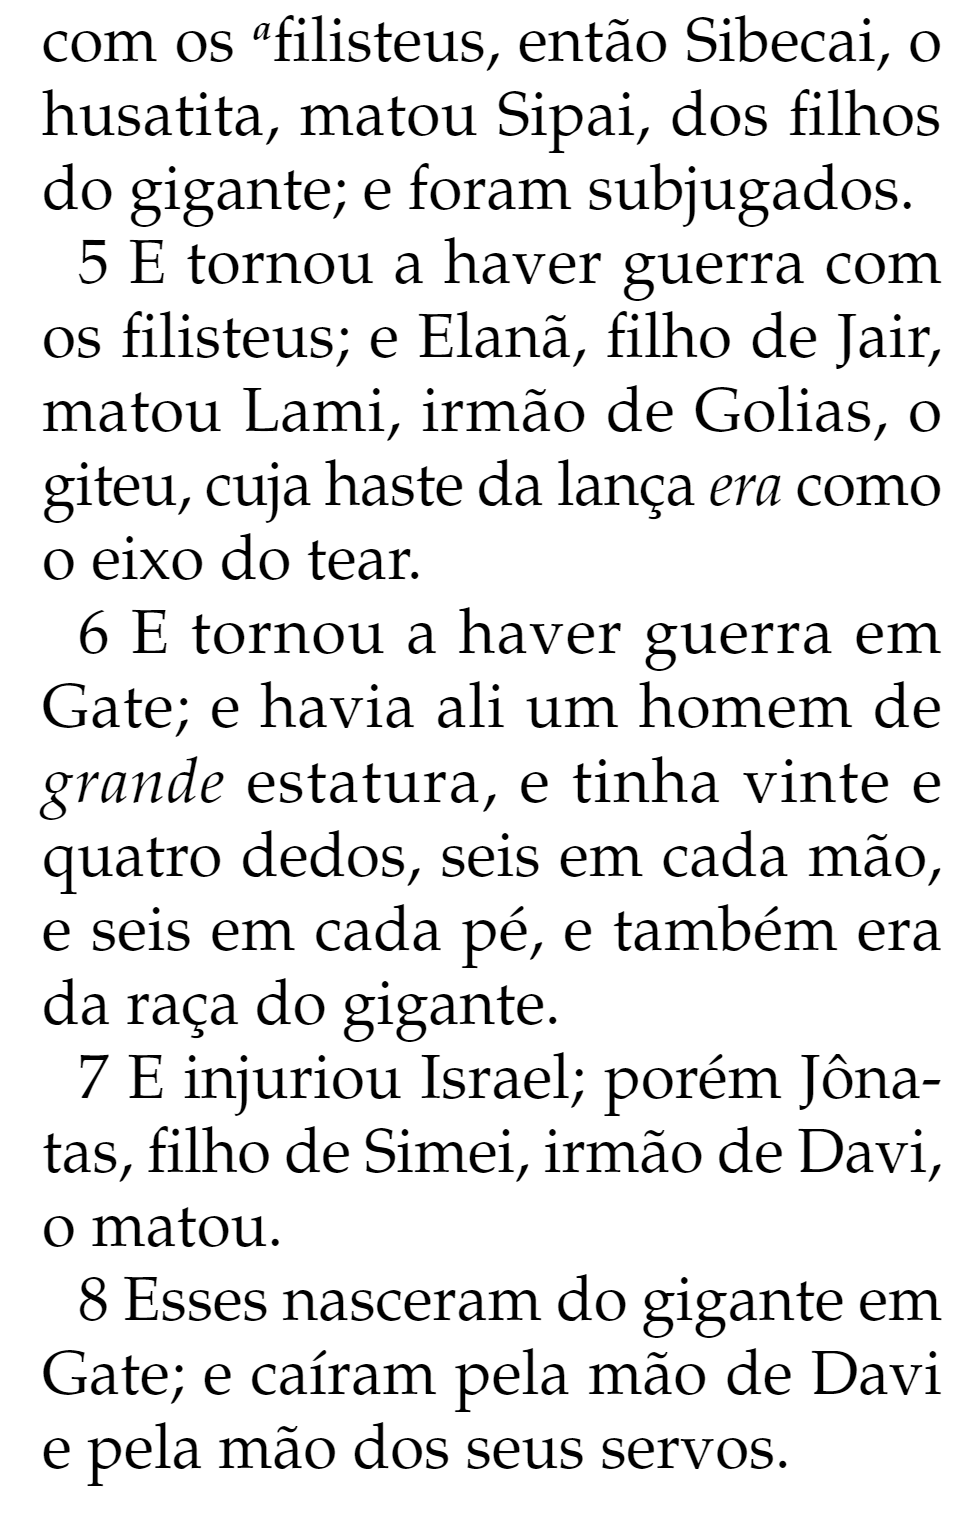 com os ªfilisteus, então Sibecai, o
husatita, matou Sipai, dos filhos
do gigante; e foram subjugados.
5 E tornou a haver guerra com
os filisteus; e Elanã, filho de Jair,
matou Lami, irmão de Golias, o
giteu, cuja haste da lança era como
o eixo do tear.
6 E tornou a haver guerra em
Gate; e havia ali um homem de
grande estatura, e tinha vinte e
quatro dedos, seis em cada mão,
e seis em cada pé, e também era
da raça do gigante.
7 E injuriou Israel; porém Jôna-
tas, filho de Simei, irmão de Davi,
o matou.
8 Esses nasceram do gigante em
Gate; e caíram pela mão de Davi
e pela mão dos seus servos.